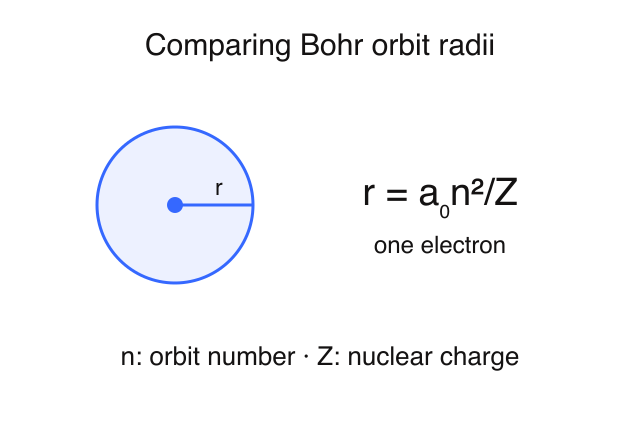 Comparing Bohr orbit radii
r
r = a₀n²/Z
one electron
n: orbit number · Z: nuclear charge